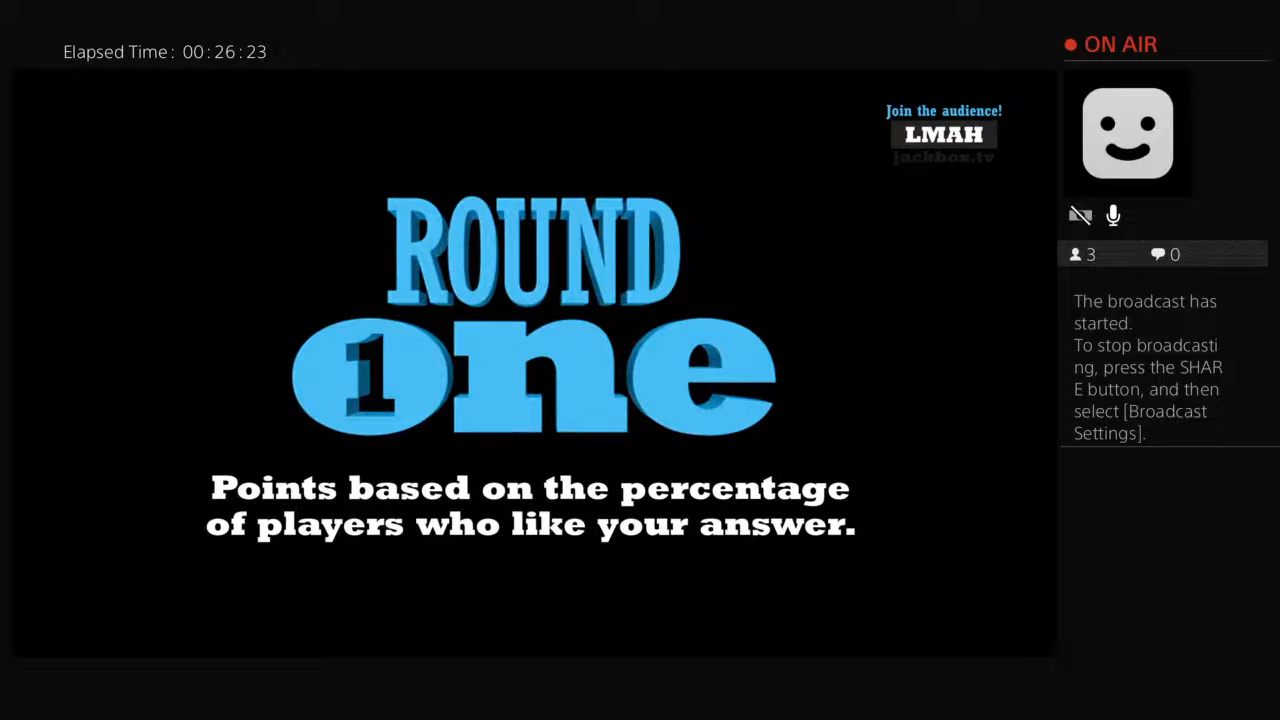 Elapsed Time: 00:26:23
ON AIR
Join the audience!
LMAH
jackbox.tv
ROUND
one
1
Points based on the percentage
of players who like your answer.
3
0
The broadcast has
started.
To stop broadcasti
ng, press the SHAR
E button, and then
select [Broadcast
Settings].